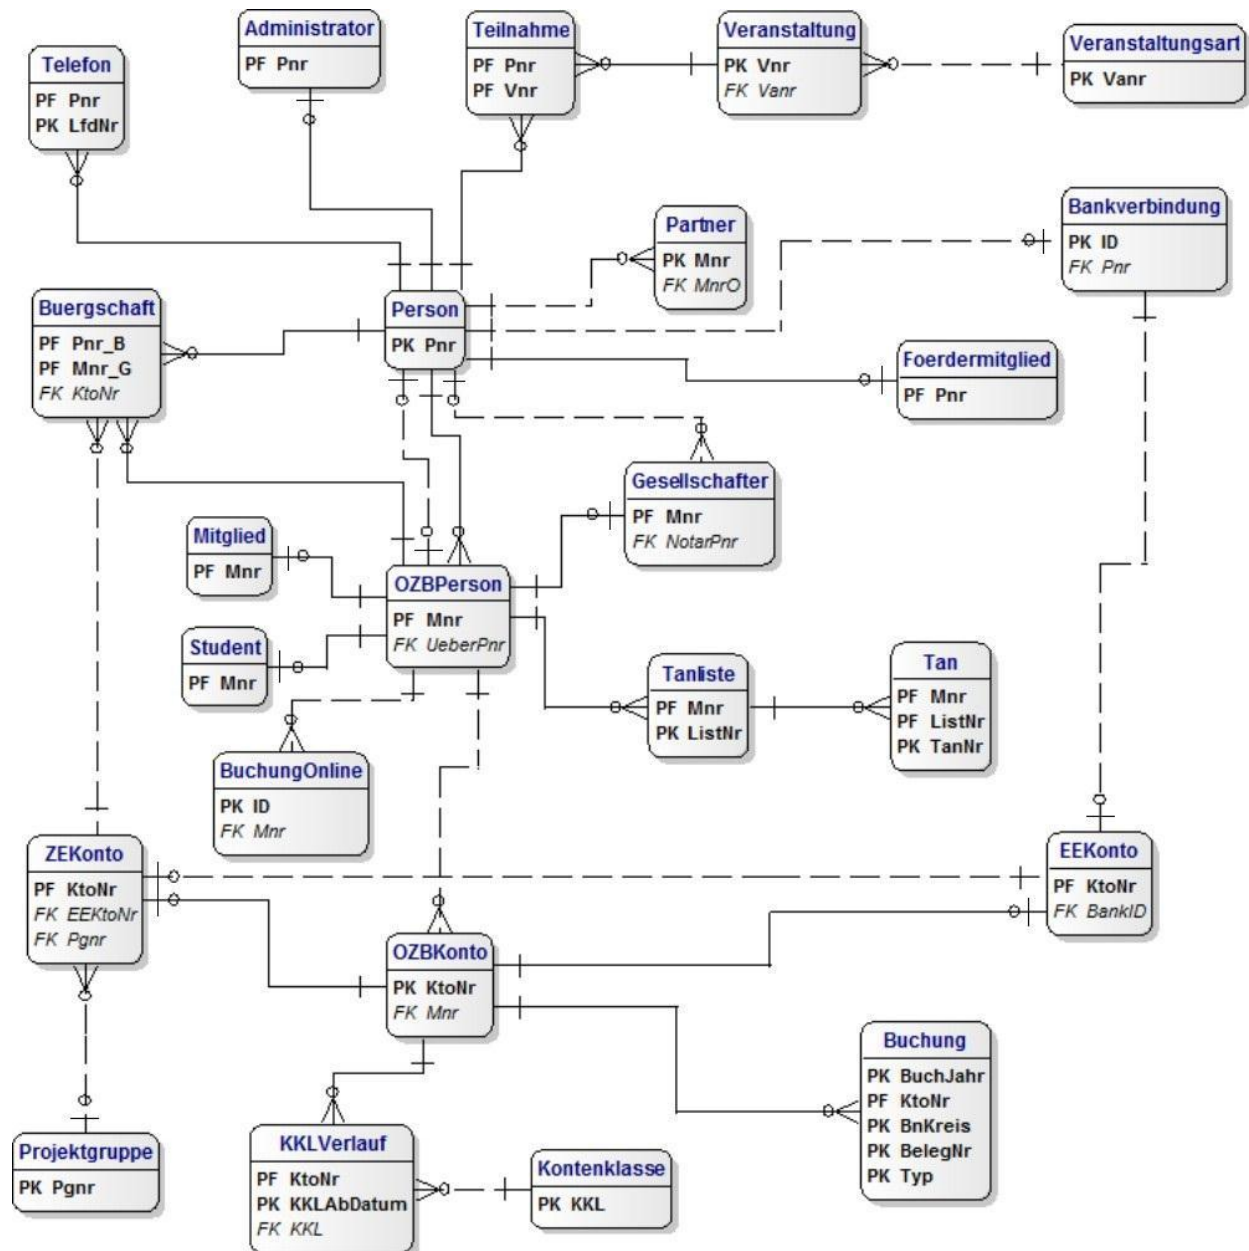 Administrator
PF Pnr
Teilnahme
PF Pnr
PF Vnr
Veranstaltung
PK Vnr
FK Vanr
Veranstaltungsart
PK Vanr
Telefon
PF Pnr
PK LfdNr
Partner
PK Mnr
FK MnrO
Bankverbindung
PK ID
FK Pnr
Buergschaft
PF Pnr_B
PF Mnr_G
FK KtoNr
Person
PK Pnr
Foerdermitglied
PF Pnr
Gesellschafter
PF Mnr
FK NotarPnr
Mitglied
PF Mnr
OZBPerson
PF Mnr
FK UeberPnr
Student
PF Mnr
Tanliste
PF Mnr
PK ListNr
Tan
PF Mnr
PF ListNr
PK TanNr
BuchungOnline
PK ID
FK Mnr
ZEKonto
PF KtoNr
FK EEKtoNr
FK Pgnr
EEKonto
PF KtoNr
FK BankID
OZBKonto
PK KtoNr
FK Mnr
Buchung
PK BuchJahr
PF KtoNr
PK BnKreis
PK BelegNr
PK Typ
Projektgruppe
PK Pgnr
KKLVerlauf
PF KtoNr
PK KKLAbDatum
FK KKL
Kontenklasse
PK KKL